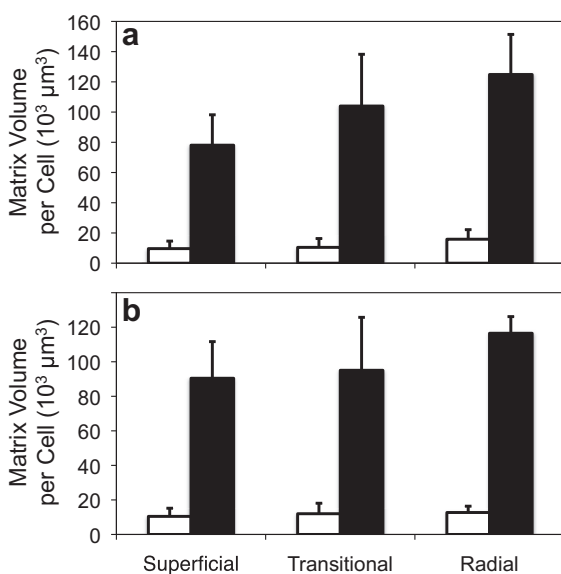 a
Matrix Volume
per Cell (10³ μm³)
160
140
120
100
80
60
40
20
0
b
Matrix Volume
per Cell (10³ μm³)
120
100
80
60
40
20
0
Superficial Transitional Radial